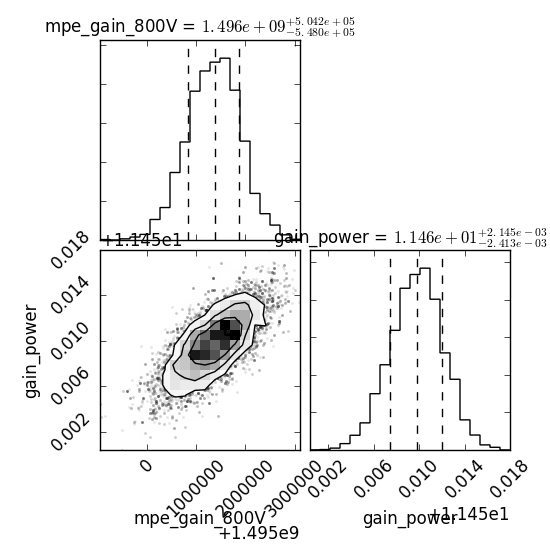 mpe_gain_800V = 1.496e + 09 +5.042e+05 −5.480e+05
+1.145e1
gain_power = 1.146e + 01 +2.145e−03 −2.413e−03
gain_power
0.018
0.014
0.010
0.006
0.002
0 1000000 2000000 3000000
mpe_gain_800V
+1.495e9
0.002 0.006 0.010 0.014 0.018
gain_power
+1.145e1